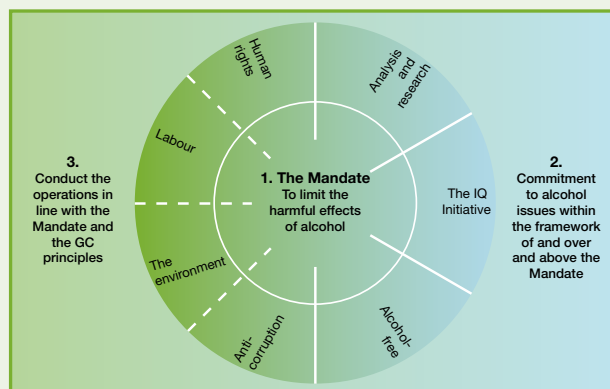 Human
rights
Analysis
and
research
Labour
3.
Conduct the
operations in
line with the
Mandate and
the GC
principles
1. The Mandate
To limit the
harmful effects
of alcohol
The IQ
Initiative
2.
Commitment
to alcohol
issues within
the framework
of and over
and above the
Mandate
The
environment
Anti-
corruption
Alcohol-
free